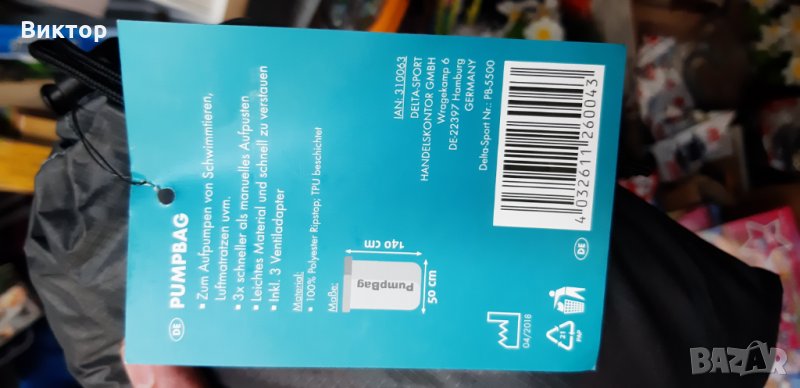 Виктор
DE PUMPBAG
• Zum Aufpumpen von Schwimmtieren,
Luftmatratzen uvm.
• 3x schneller als manuelles Aufpusten
• Leichtes Material und schnell zu verstauen
• Inkl. 3 Ventiladapter
Material:
• 100% Polyester Ripstop; TPU beschichtet
Maße:
PumpBag
50 cm
140 cm
04/2018
21
PAP
IAN: 310063
DELTA-SPORT
HANDELSKONTOR GMBH
Wragekamp 6
DE-22397 Hamburg
GERMANY
Delta-Sport Nr.: PB-5500
4 032611 260043
DE
BAZAR